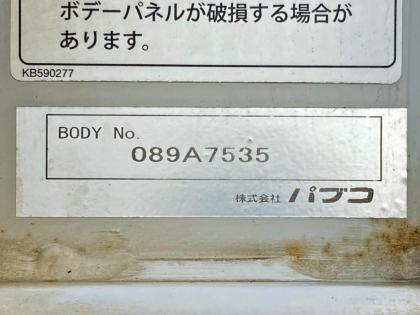 ボデーパネルが破損する場合が
あります。
KB590277
BODY No.
089A7535
株式会社 パブコ